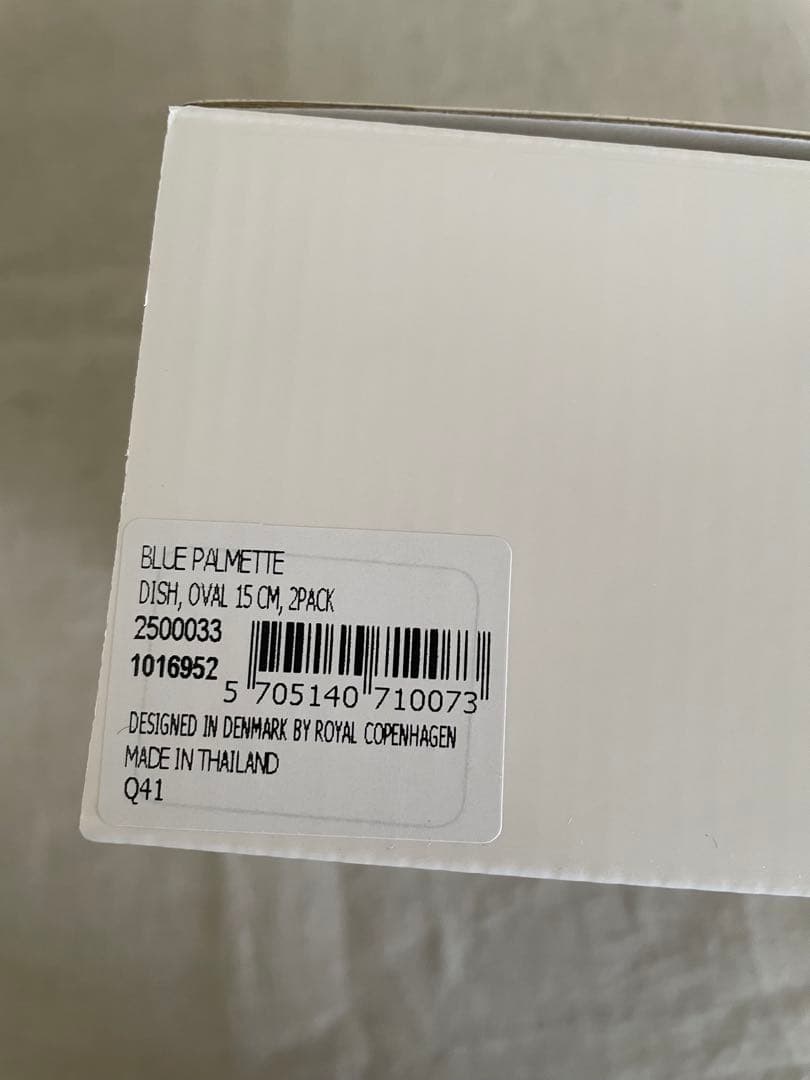 BLUE PALMETTE
DISH, OVAL 15 CM, 2PACK
2500033
1016952
5 705140 710073
DESIGNED IN DENMARK BY ROYAL COPENHAGEN
MADE IN THAILAND
Q41